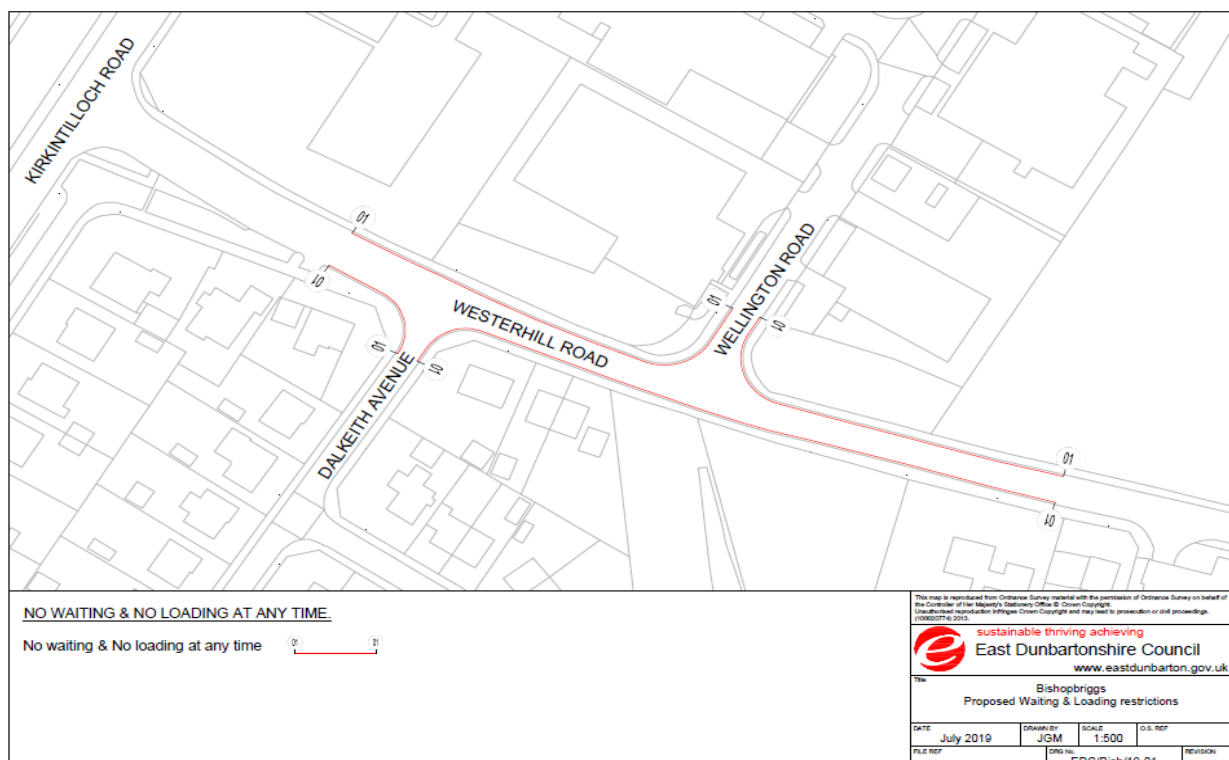 KIRKINTILLOCH ROAD
01
01
WESTERHILL ROAD
01
WELLINGTON ROAD
01
01
01
DALKEITH AVENUE
01
01
NO WAITING & NO LOADING AT ANY TIME.
No waiting & No loading at any time
01 01
This map is reproduced from Ordnance Survey material with the permission of Ordnance Survey on behalf of
the Controller of Her Majesty's Stationery Office © Crown Copyright.
Unauthorised reproduction infringes Crown Copyright and may lead to prosecution or civil proceedings.
(100020774) 2013.
sustainable thriving achieving
East Dunbartonshire Council
www.eastdunbarton.gov.uk
Title
Bishopbriggs
Proposed Waiting & Loading restrictions
DATE DRAWN BY SCALE O.S. REF
July 2019 JGM 1:500
FILE REF DRG No. REVISION